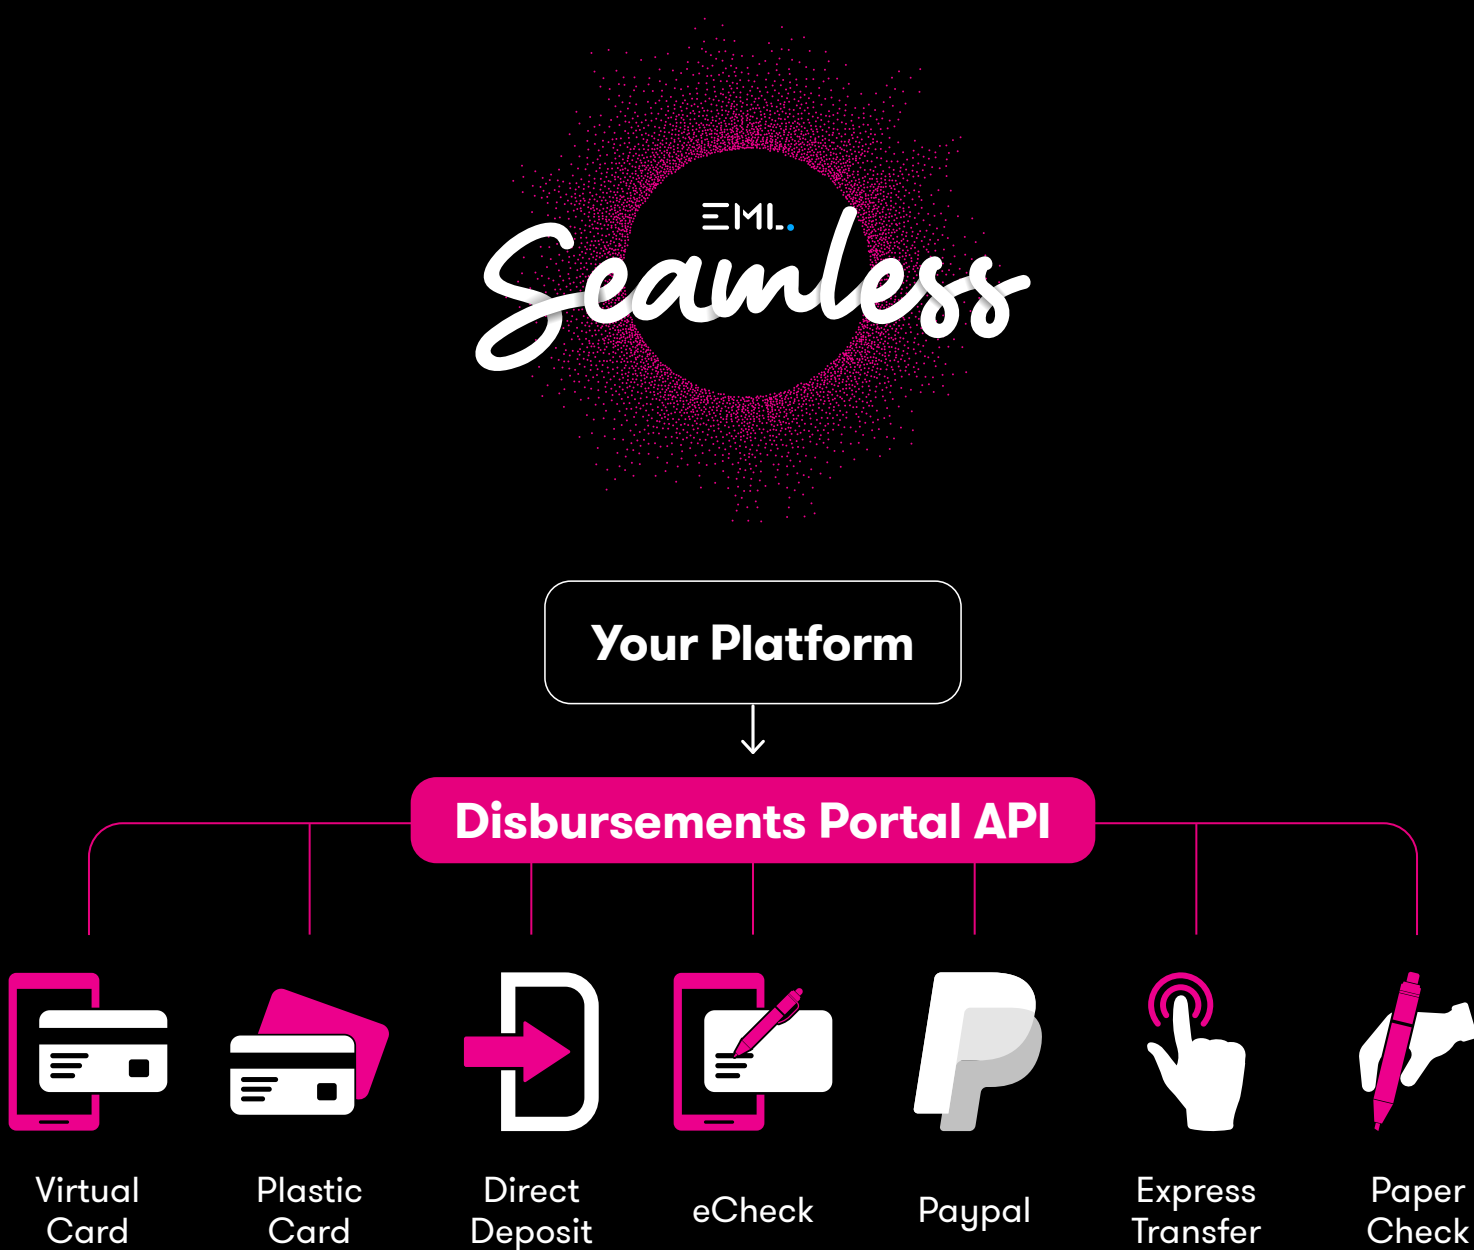 EML.
Seamless
Your Platform
Disbursements Portal API
Virtual
Card
Plastic
Card
Direct
Deposit
eCheck
Paypal
Express
Transfer
Paper
Check